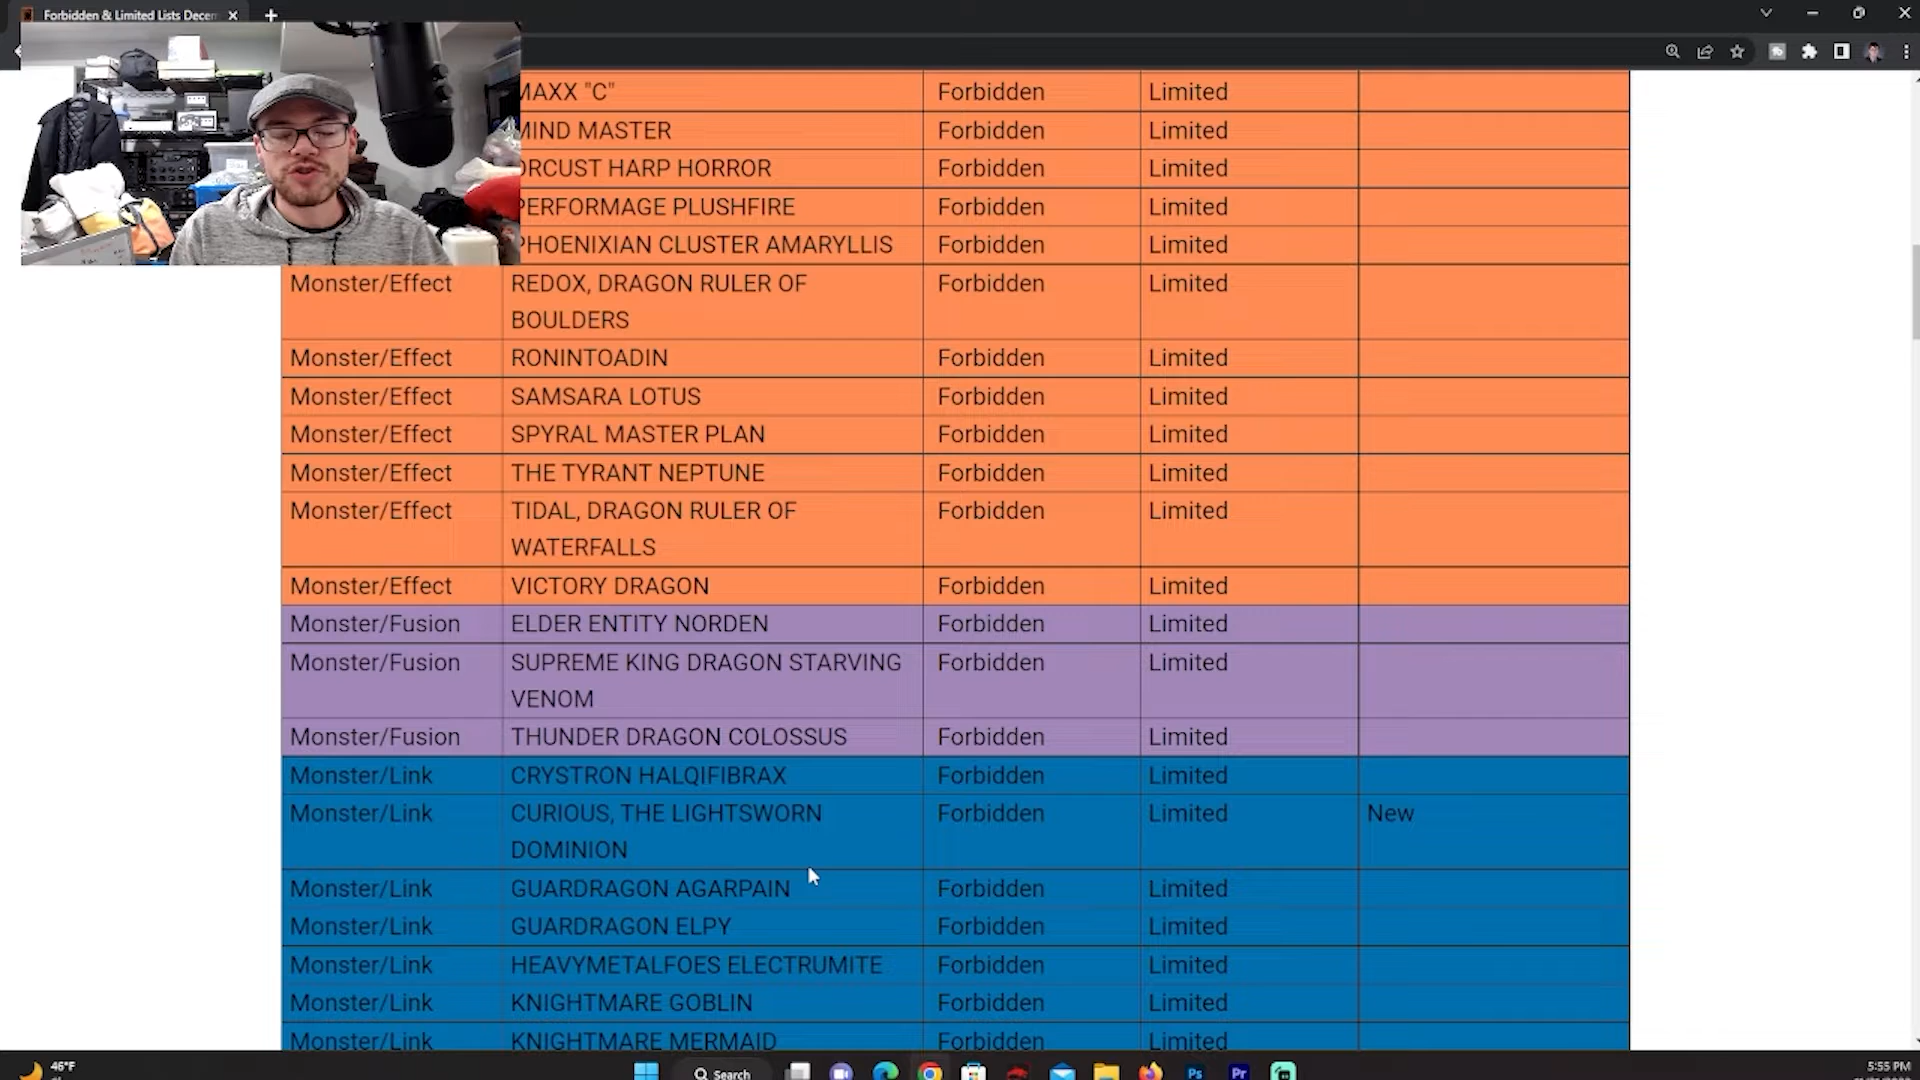 Forbidden & Limited Lists Decem
MAXX "C" Forbidden Limited
MIND MASTER Forbidden Limited
ORCUST HARP HORROR Forbidden Limited
PERFORMAGE PLUSHFIRE Forbidden Limited
PHOENIXIAN CLUSTER AMARYLLIS Forbidden Limited
Monster/Effect REDOX, DRAGON RULER OF Forbidden Limited
BOULDERS
Monster/Effect RONINTOADIN Forbidden Limited
Monster/Effect SAMSARA LOTUS Forbidden Limited
Monster/Effect SPYRAL MASTER PLAN Forbidden Limited
Monster/Effect THE TYRANT NEPTUNE Forbidden Limited
Monster/Effect TIDAL, DRAGON RULER OF Forbidden Limited
WATERFALLS
Monster/Effect VICTORY DRAGON Forbidden Limited
Monster/Fusion ELDER ENTITY NORDEN Forbidden Limited
Monster/Fusion SUPREME KING DRAGON STARVING Forbidden Limited
VENOM
Monster/Fusion THUNDER DRAGON COLOSSUS Forbidden Limited
Monster/Link CRYSTRON HALQIFIBRAX Forbidden Limited
Monster/Link CURIOUS, THE LIGHTSWORN Forbidden Limited New
DOMINION
Monster/Link GUARDRAGON AGARPAIN Forbidden Limited
Monster/Link GUARDRAGON ELPY Forbidden Limited
Monster/Link HEAVYMETALFOES ELECTRUMITE Forbidden Limited
Monster/Link KNIGHTMARE GOBLIN Forbidden Limited
Monster/Link KNIGHTMARE MERMAID Forbidden Limited
46°F
Search
Ps
Pr
5:55 PM